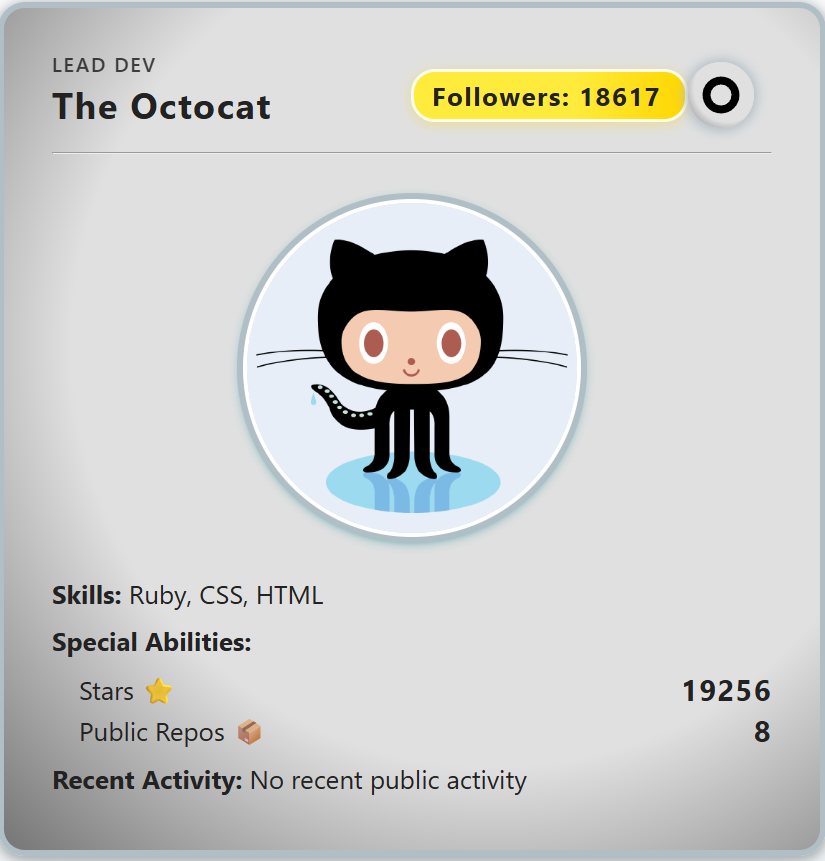 LEAD DEV
The Octocat
Followers: 18617
Skills: Ruby, CSS, HTML
Special Abilities:
Stars ⭐ 19256
Public Repos 📦 8
Recent Activity: No recent public activity